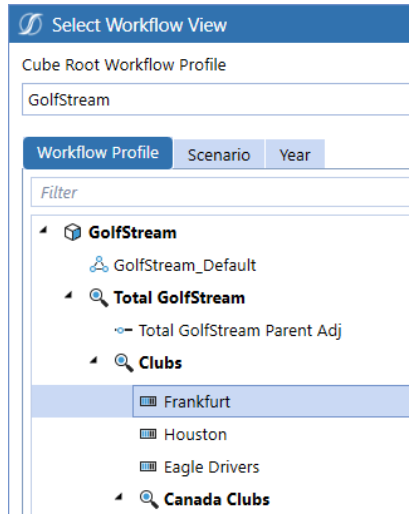 Select Workflow View
Cube Root Workflow Profile
GolfStream
Workflow Profile Scenario Year
Filter
GolfStream
GolfStream_Default
Total GolfStream
Total GolfStream Parent Adj
Clubs
Frankfurt
Houston
Eagle Drivers
Canada Clubs